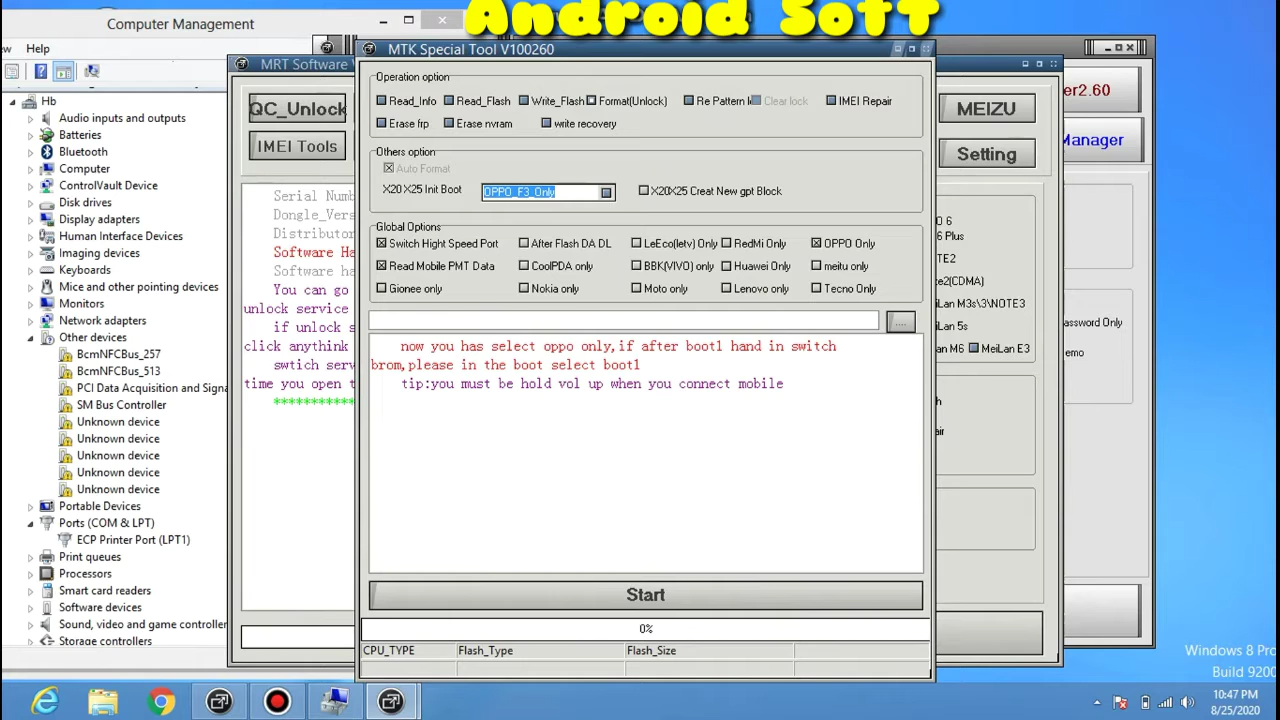 Android Soft
Computer Management
Help
Hb
Audio inputs and outputs
Batteries
Bluetooth
Computer
ControlVault Device
Disk drives
Display adapters
Human Interface Devices
Imaging devices
Keyboards
Mice and other pointing devices
Monitors
Network adapters
Other devices
BcmNFCBus_257
BcmNFCBus_513
PCI Data Acquisition and Signa
SM Bus Controller
Unknown device
Unknown device
Unknown device
Unknown device
Unknown device
Portable Devices
Ports (COM & LPT)
ECP Printer Port (LPT1)
Print queues
Processors
Smart card readers
Software devices
Sound, video and game controller
Storage controllers
MRT Software
QC_Unlock
IMEI Tools
Serial Numb
Dongle_Vers
Distributor
Software Ha
Software ha
You can go
unlock service
if unlock s
click anythink
swtich serv
time you open t
**********
MTK Special Tool V100260
Operation option
Read_Info Read_Flash Write_Flash Format(Unlock) Re Pattern Clear lock IMEI Repair
Erase frp Erase nvram write recovery
Others option
Auto Format
X20 X25 Init Boot OPPO_F3_Only X20X25 Creat New gpt Block
Global Options
Switch Hight Speed Port After Flash DA DL LeEco(letv) Only RedMi Only OPPO Only
Read Mobile PMT Data CoolPDA only BBK(VIVO) only Huawei Only meitu only
Gionee only Nokia only Moto only Lenovo only Tecno Only
....
now you has select oppo only,if after boot1 hand in switch
brom,please in the boot select boot1
tip:you must be hold vol up when you connect mobile
Start
0%
CPU_TYPE Flash_Type Flash_Size
MEIZU
Setting
O 6
6 Plus
TE2
e2(CDMA)
eiLan M3s\3\NOTE3
eiLan 5s
an M6 MeiLan E3
h
air
er2.60
Manager
assword Only
emo
Windows 8 Pro
Build 9200
10:47 PM
8/25/2020